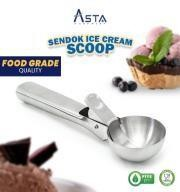 ASTA
SENDOK ICE CREAM
SCOOP
FOOD GRADE
QUALITY